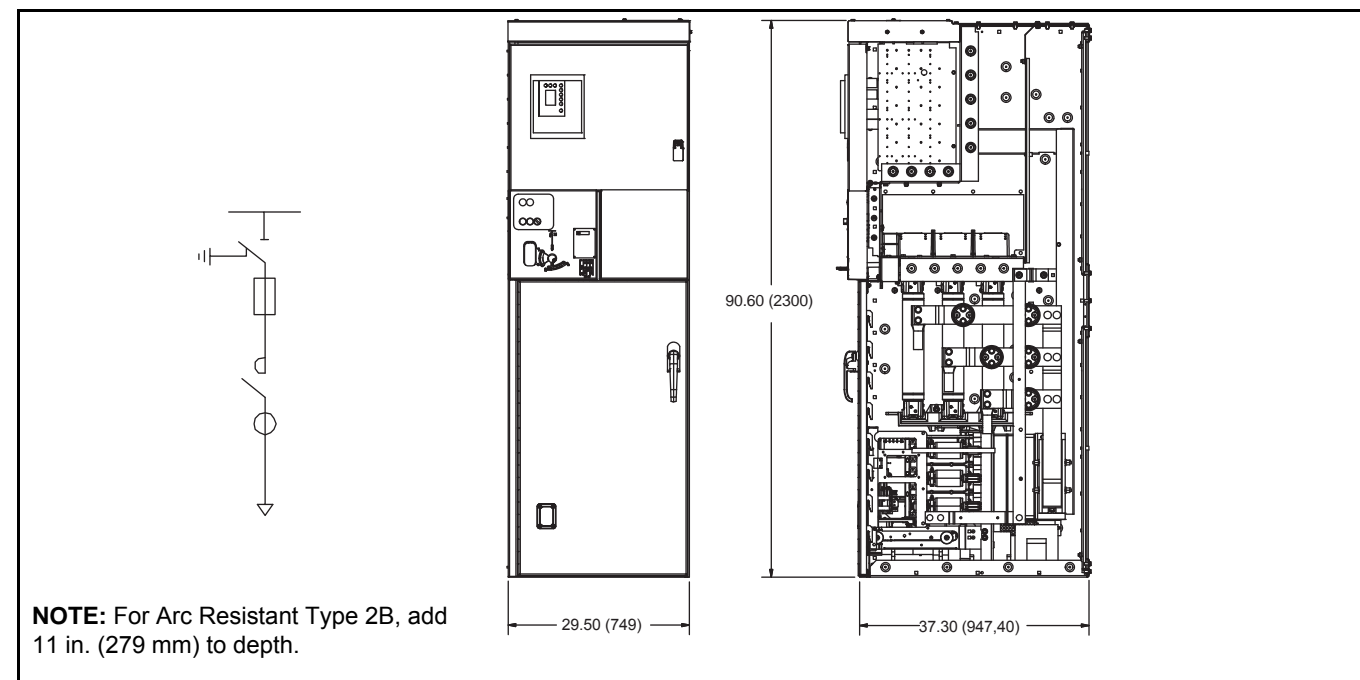 90.60 (2300)
NOTE: For Arc Resistant Type 2B, add
11 in. (279 mm) to depth.
29.50 (749)
37.30 (947,40)